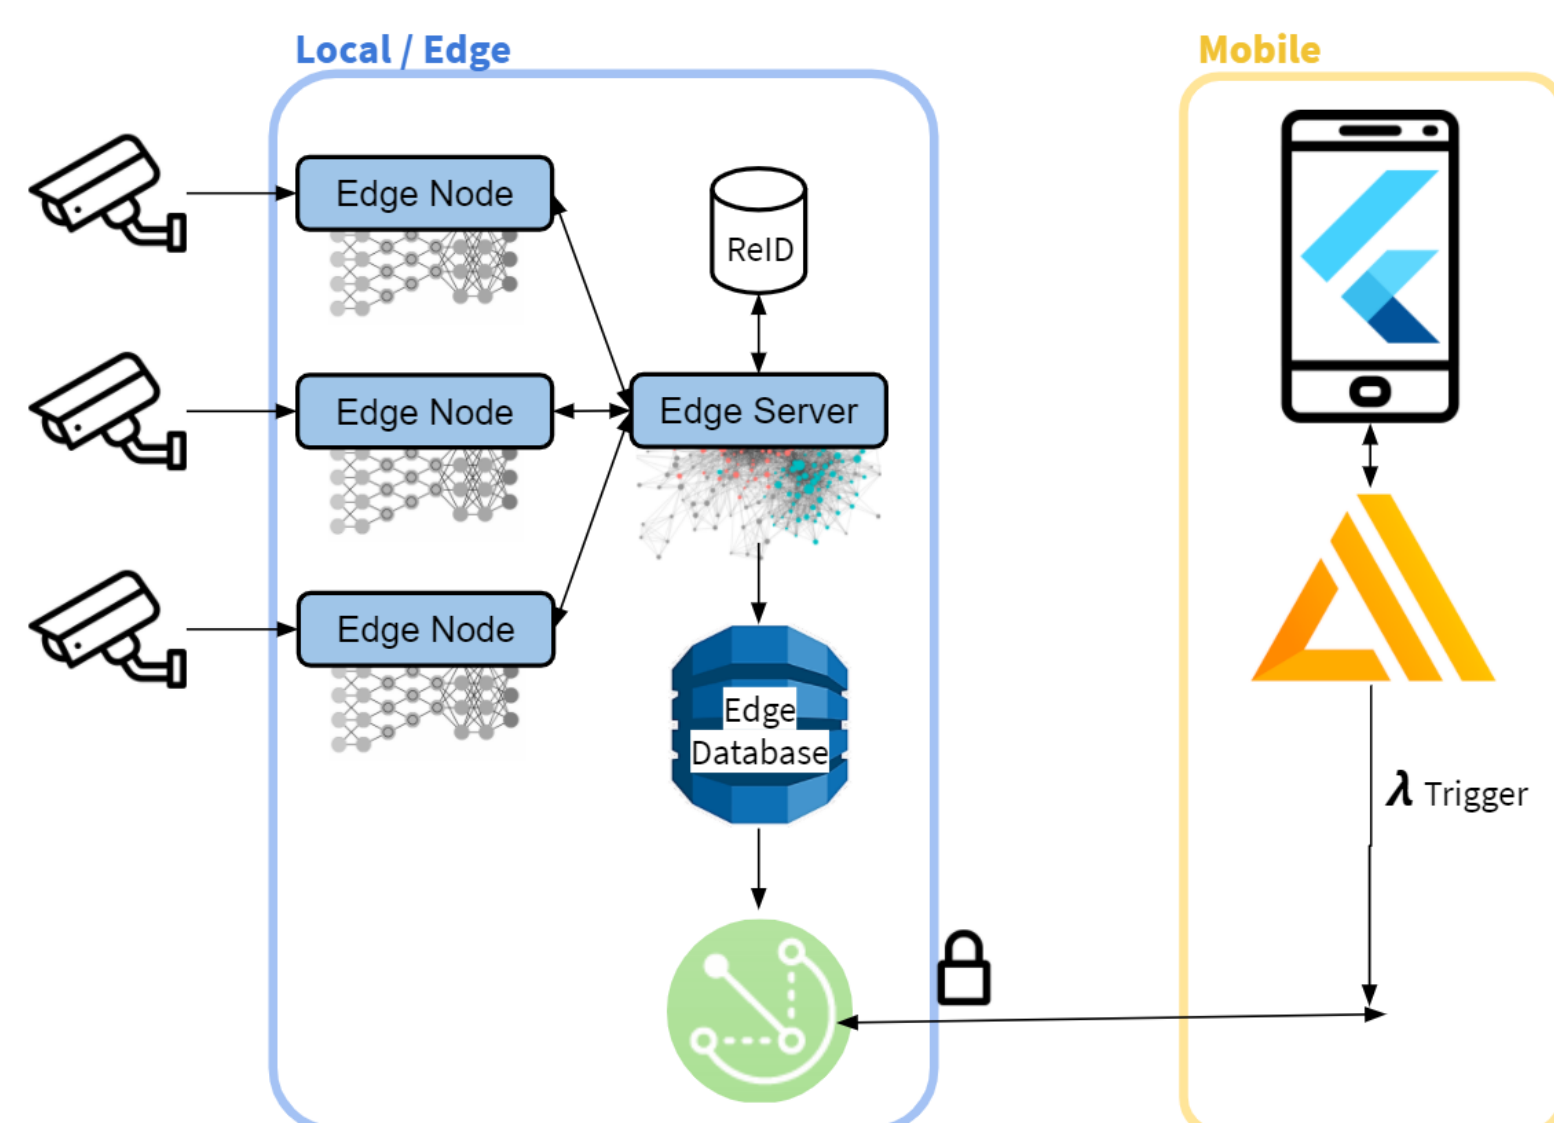 Local / Edge
Mobile
Edge Node
ReID
Edge Node
Edge Server
Edge Node
Edge
Database
λ Trigger